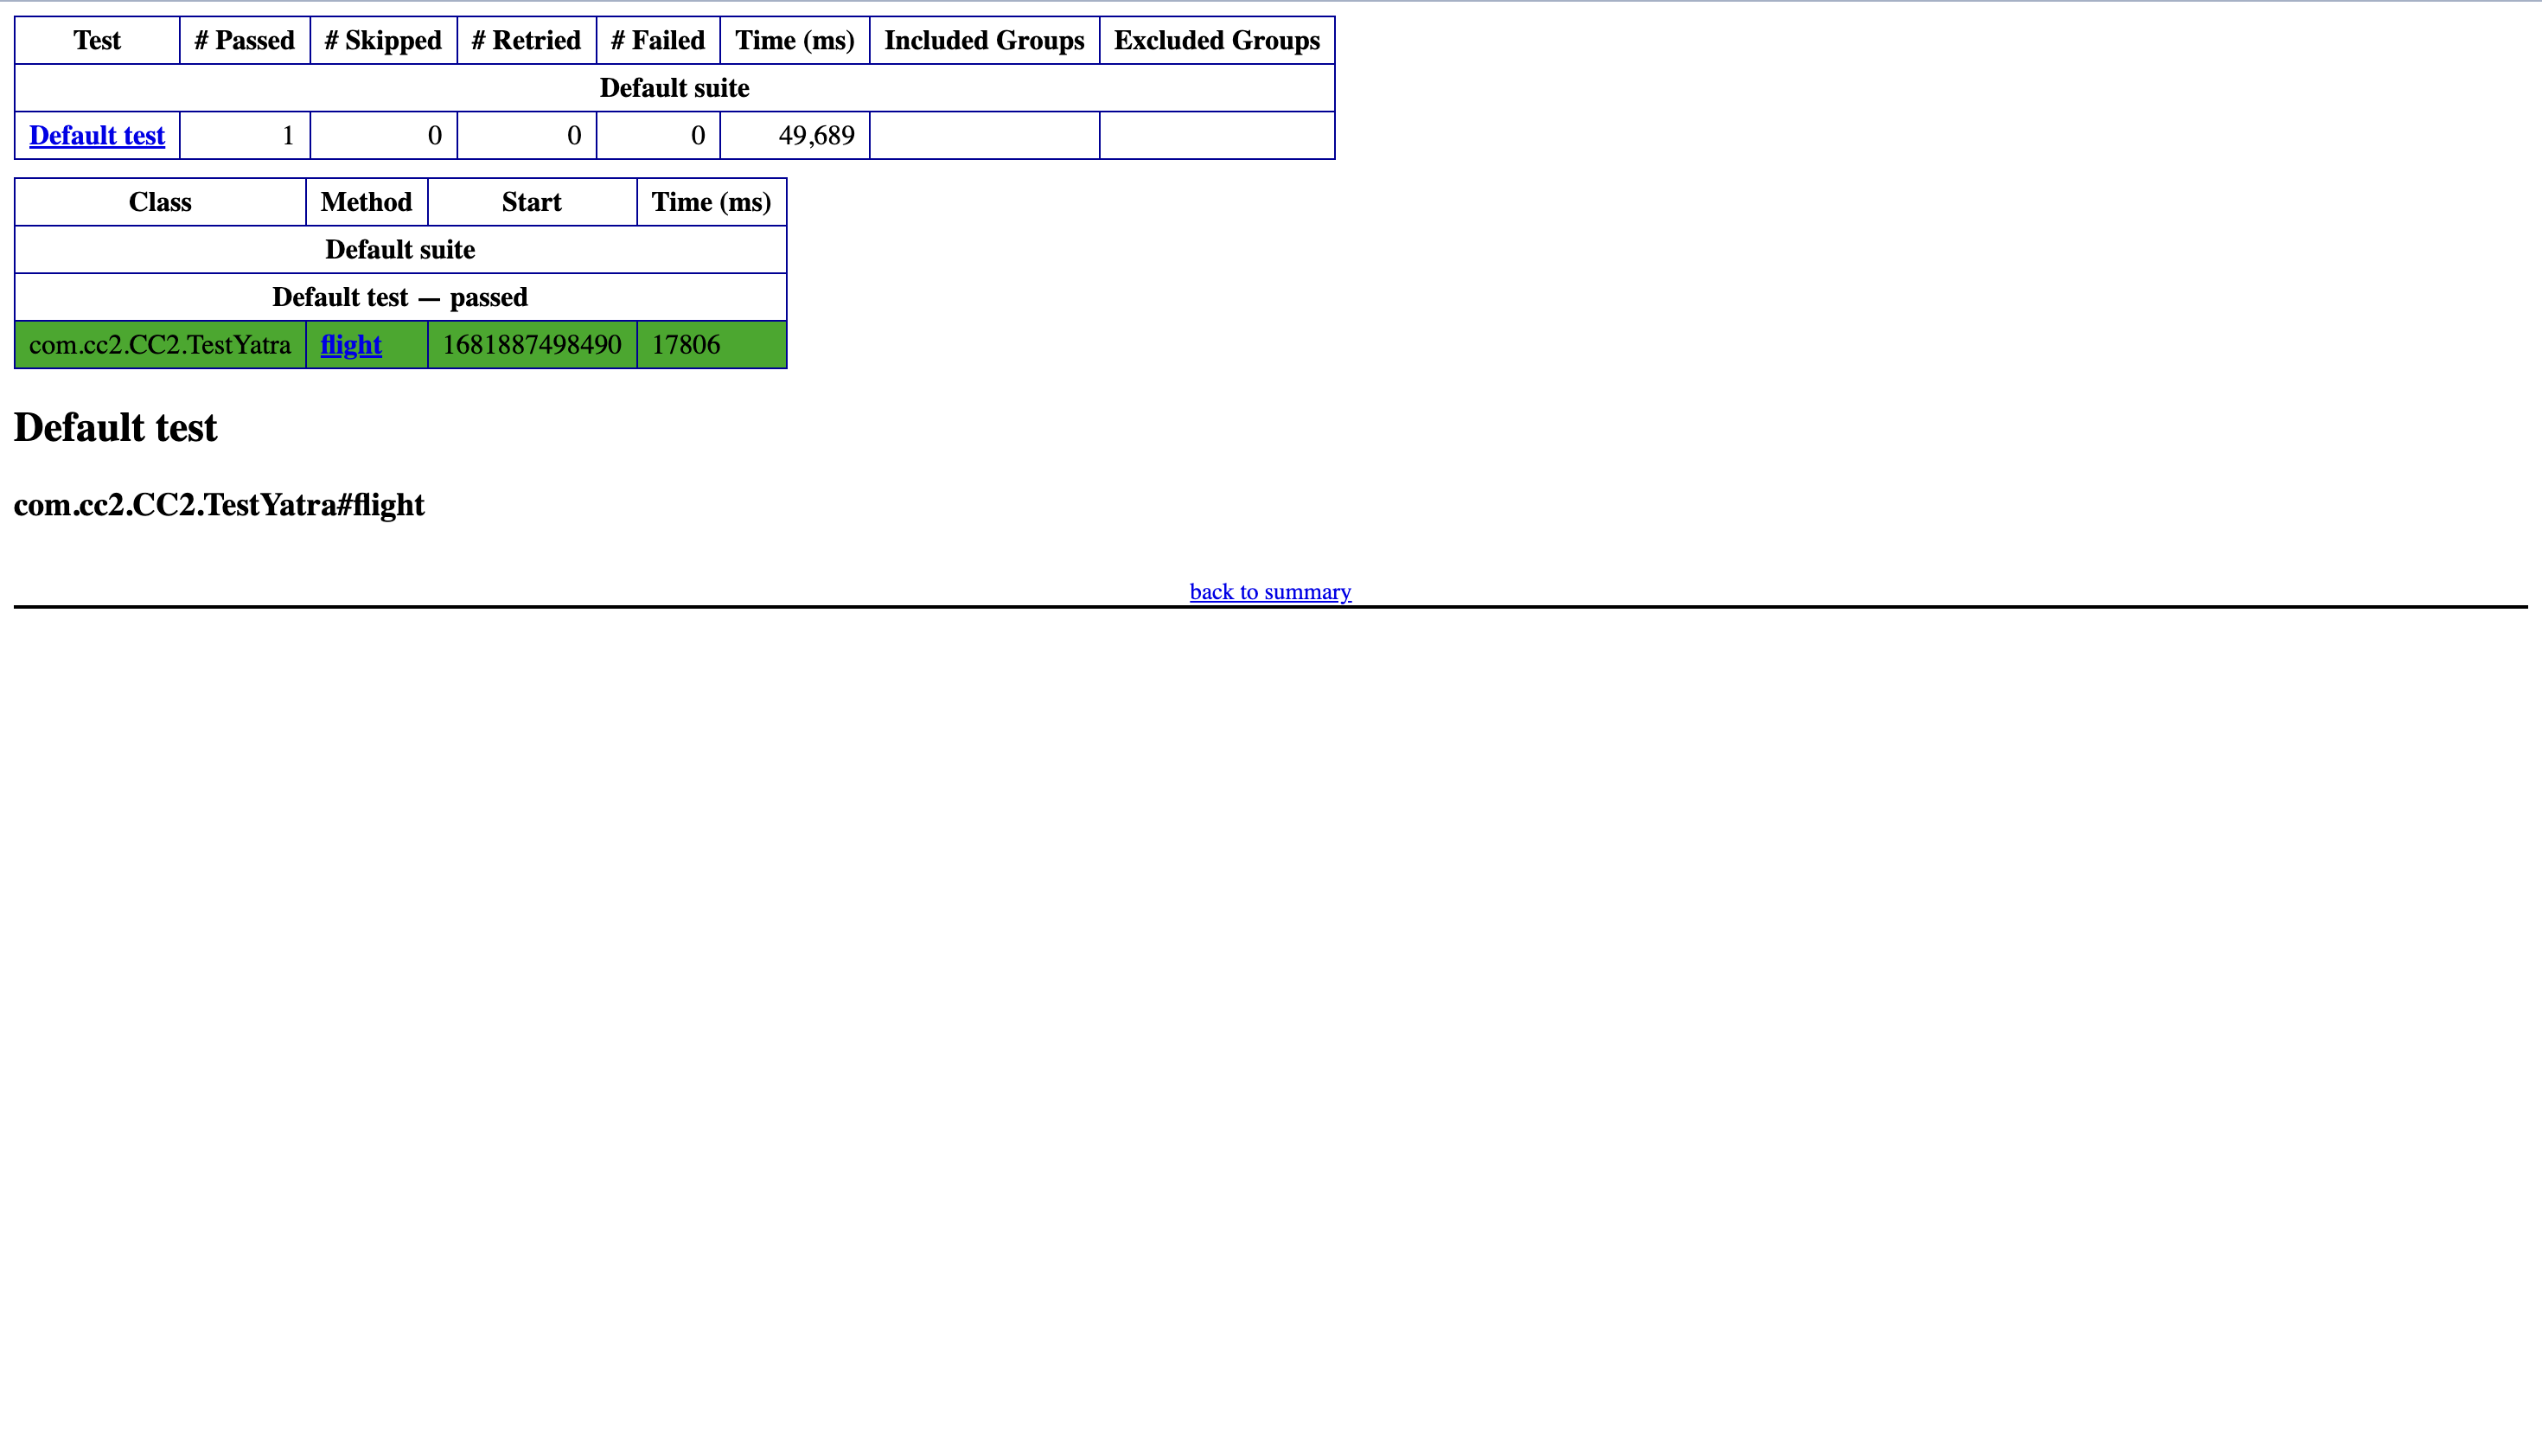 Test # Passed # Skipped # Retried # Failed Time (ms) Included Groups Excluded Groups
Default suite
Default test 1 0 0 0 49,689
Class Method Start Time (ms)
Default suite
Default test — passed
com.cc2.CC2.TestYatra flight 1681887498490 17806
Default test
com.cc2.CC2.TestYatra#flight
back to summary